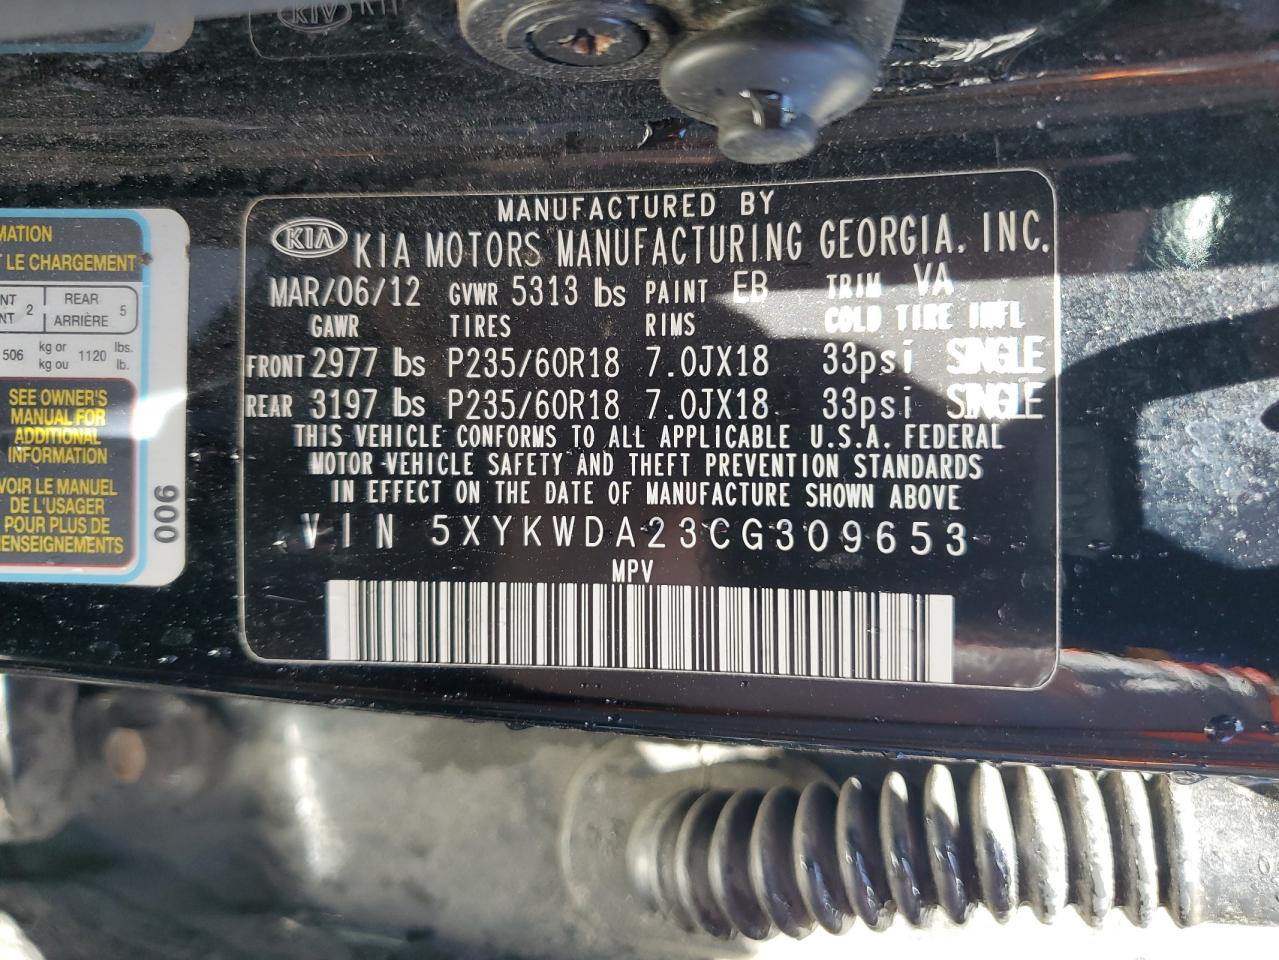 KIA
MATION
T LE CHARGEMENT
NT 2 REAR 5
NT ARRIÈRE
506 kg or 1120 lbs.
kg ou lb.
SEE OWNER'S
MANUAL FOR
ADDITIONAL
INFORMATION
VOIR LE MANUEL
DE L'USAGER
POUR PLUS DE
ENSEIGNEMENTS
006
MANUFACTURED BY
KIA KIA MOTORS MANUFACTURING GEORGIA, INC.
MAR/06/12 GVWR 5313 lbs PAINT EB TRIM VA
GAWR TIRES RIMS COLD TIRE INFL
FRONT 2977 lbs P235/60R18 7.0JX18 33psi SINGLE
REAR 3197 lbs P235/60R18 7.0JX18 33psi SINGLE
THIS VEHICLE CONFORMS TO ALL APPLICABLE U.S.A. FEDERAL
MOTOR-VEHICLE SAFETY AND THEFT PREVENTION STANDARDS
IN EFFECT ON THE DATE OF MANUFACTURE SHOWN ABOVE
VIN 5XYKWDA23CG309653
MPV